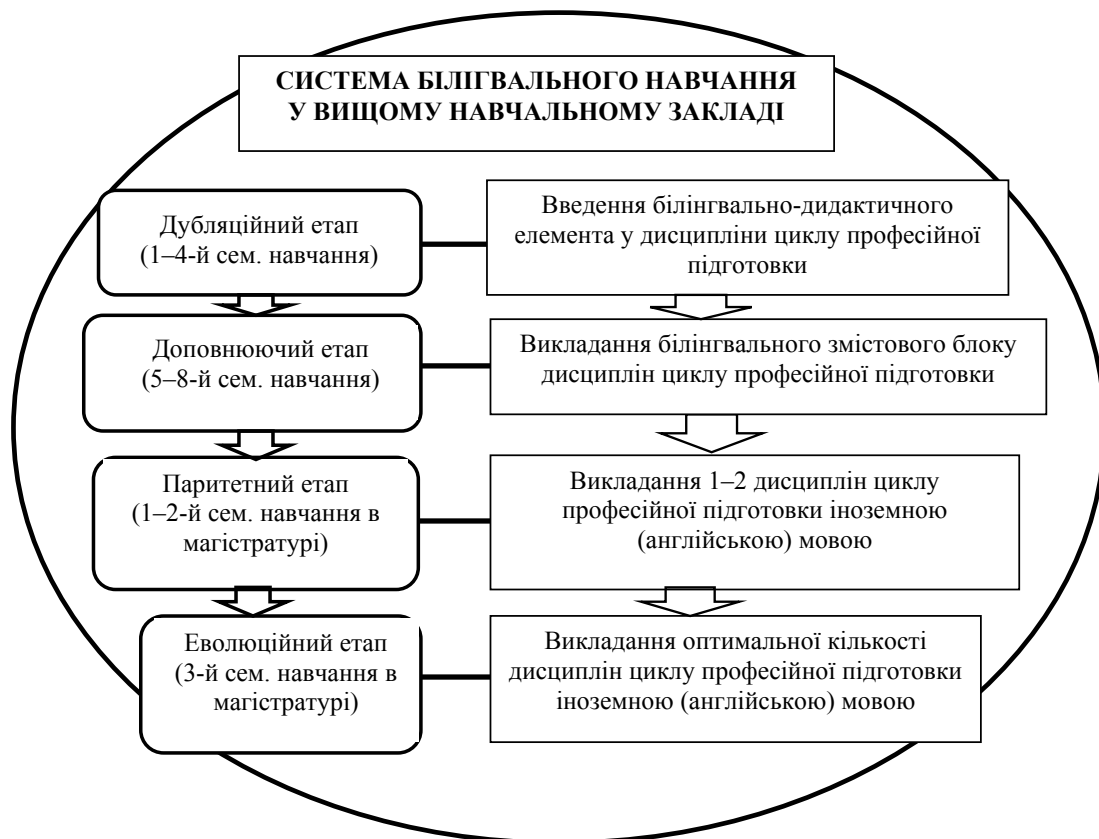 СИСТЕМА БІЛІГВАЛЬНОГО НАВЧАННЯ
У ВИЩОМУ НАВЧАЛЬНОМУ ЗАКЛАДІ
Дубляційний етап
(1–4-й сем. навчання)
Введення білінгвально-дидактичного
елемента у дисципліни циклу професійної
підготовки
Доповнюючий етап
(5–8-й сем. навчання)
Викладання білінгвального змістового блоку
дисциплін циклу професійної підготовки
Паритетний етап
(1–2-й сем. навчання в
магістратурі)
Викладання 1–2 дисциплін циклу
професійної підготовки іноземною
(англійською) мовою
Еволюційний етап
(3-й сем. навчання в
магістратурі)
Викладання оптимальної кількості
дисциплін циклу професійної підготовки
іноземною (англійською) мовою